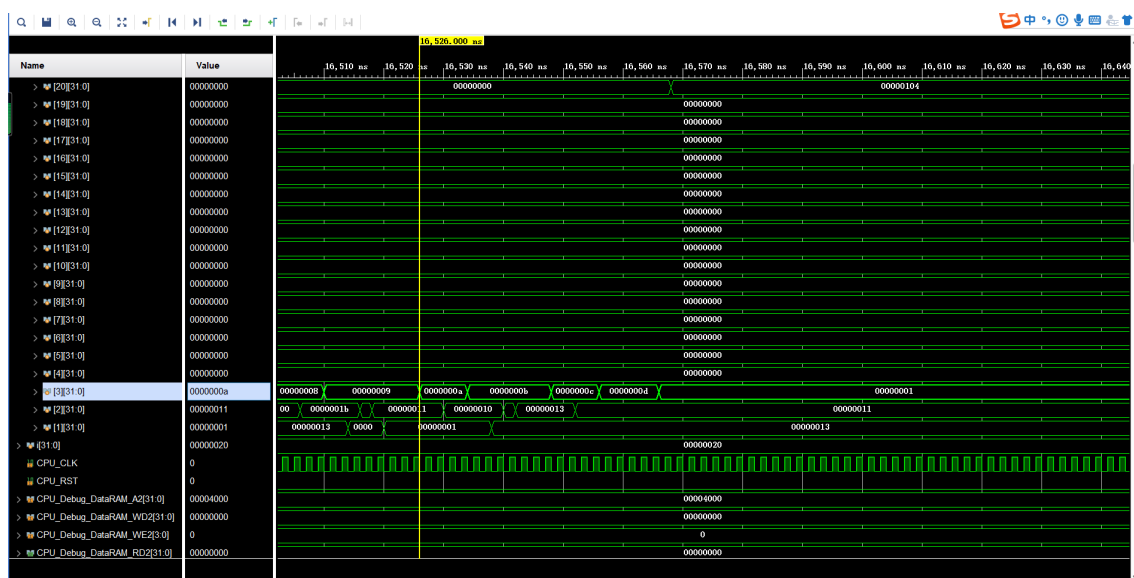 中
16,526.000 ns
Name Value 16,510 ns 16,520 ns 16,530 ns 16,540 ns 16,550 ns 16,560 ns 16,570 ns 16,580 ns 16,590 ns 16,600 ns 16,610 ns 16,620 ns 16,630 ns 16,640
[20][31:0] 00000000 00000000 00000104
[19][31:0] 00000000 00000000
[18][31:0] 00000000 00000000
[17][31:0] 00000000 00000000
[16][31:0] 00000000 00000000
[15][31:0] 00000000 00000000
[14][31:0] 00000000 00000000
[13][31:0] 00000000 00000000
[12][31:0] 00000000 00000000
[11][31:0] 00000000 00000000
[10][31:0] 00000000 00000000
[9][31:0] 00000000 00000000
[8][31:0] 00000000 00000000
[7][31:0] 00000000 00000000
[6][31:0] 00000000 00000000
[5][31:0] 00000000 00000000
[4][31:0] 00000000 00000000
[3][31:0] 0000000a 00000008 00000009 0000000a 0000000b 0000000c 0000000d 00000001
[2][31:0] 00000011 00 0000001b 00000011 00000010 00000013 00000011
[1][31:0] 00000001 00000013 0000 00000001 00000013
i[31:0] 00000020 00000020
CPU_CLK 0
CPU_RST 0
CPU_Debug_DataRAM_A2[31:0] 00004000 00004000
CPU_Debug_DataRAM_WD2[31:0] 00000000 00000000
CPU_Debug_DataRAM_WE2[3:0] 0 0
CPU_Debug_DataRAM_RD2[31:0] 00000000 00000000